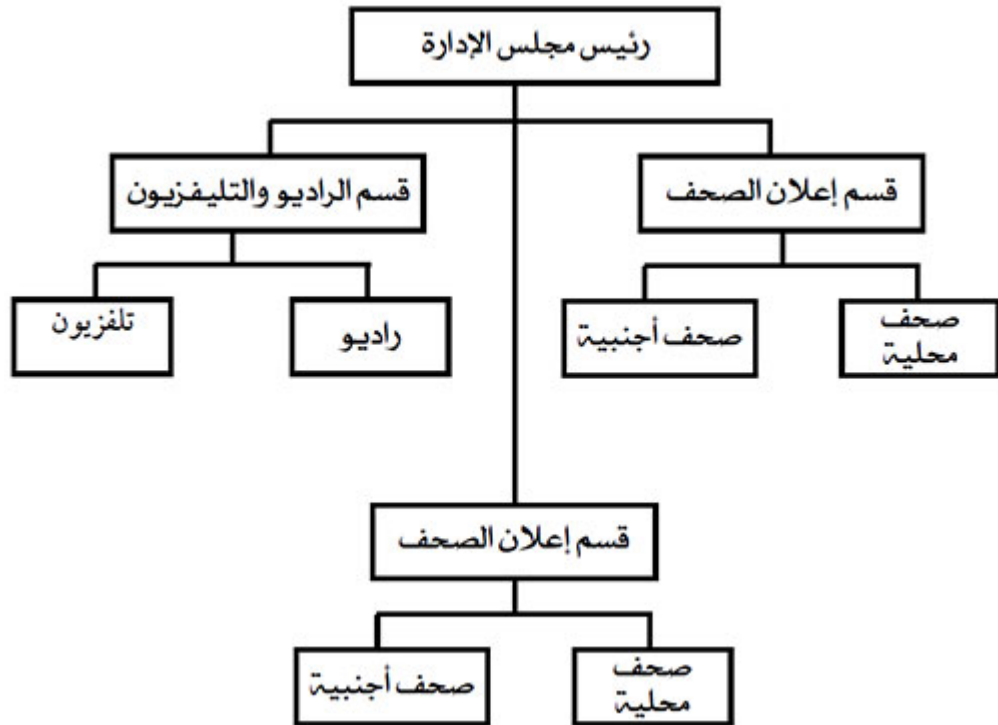 رئيس مجلس الإدارة
قسم إعلان الصحف
قسم الراديو والتليفزيون
صحف
محلية
صحف أجنبية
راديو
تلفزيون
قسم إعلان الصحف
صحف
محلية
صحف أجنبية